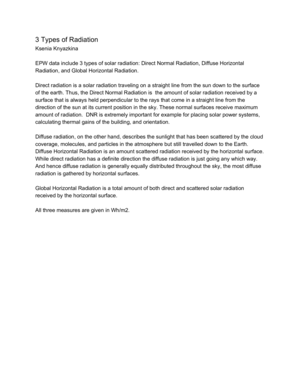 3 Types of Radiation
Ksenia Knyazkina
EPW data include 3 types of solar radiation: Direct Normal Radiation, Diffuse Horizontal
Radiation, and Global Horizontal Radiation.
Direct radiation is a solar radiation traveling on a straight line from the sun down to the surface
of the earth. Thus, the Direct Normal Radiation is the amount of solar radiation received by a
surface that is always held perpendicular to the rays that come in a straight line from the
direction of the sun at its current position in the sky. These normal surfaces receive maximum
amount of radiation. DNR is extremely important for example for placing solar power systems,
calculating thermal gains of the building, and orientation.
Diffuse radiation, on the other hand, describes the sunlight that has been scattered by the cloud
coverage, molecules, and particles in the atmosphere but still travelled down to the Earth.
Diffuse Horizontal Radiation is an amount scattered radiation received by the horizontal surface.
While direct radiation has a definite direction the diffuse radiation is just going any which way.
And hence diffuse radiation is generally equally distributed throughout the sky, the most diffuse
radiation is gathered by horizontal surfaces.
Global Horizontal Radiation is a total amount of both direct and scattered solar radiation
received by the horizontal surface.
All three measures are given in Wh/m2.